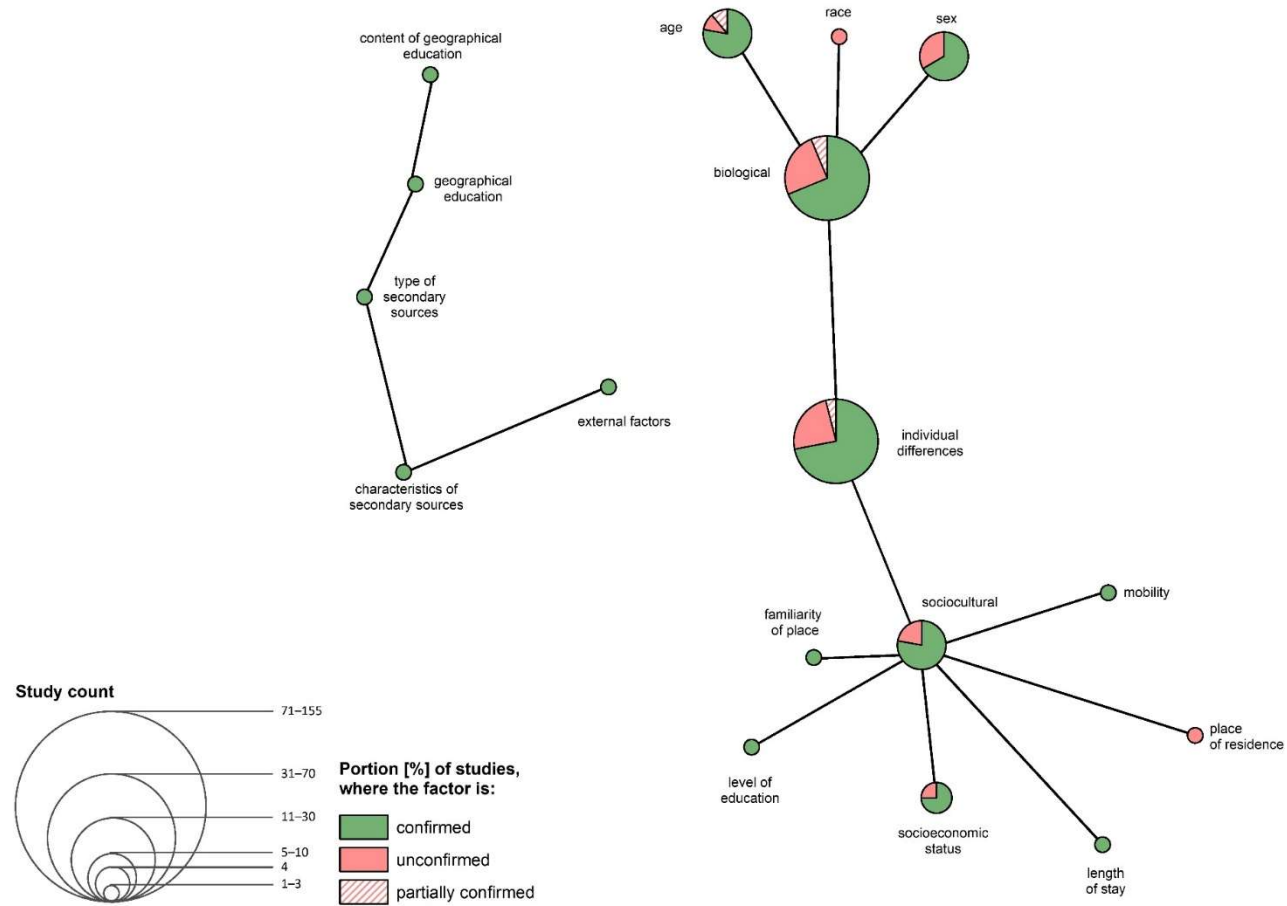 age
race
sex
content of geographical
education
biological
geographical
education
type of
secondary
sources
external factors
individual
differences
characteristics of
secondary sources
mobility
familiarity
of place
sociocultural
place
of residence
level of
education
socioeconomic
status
length
of stay
Study count
71–155
31–70
11–30
5–10
4
1–3
Portion [%] of studies,
where the factor is:
confirmed
unconfirmed
partially confirmed